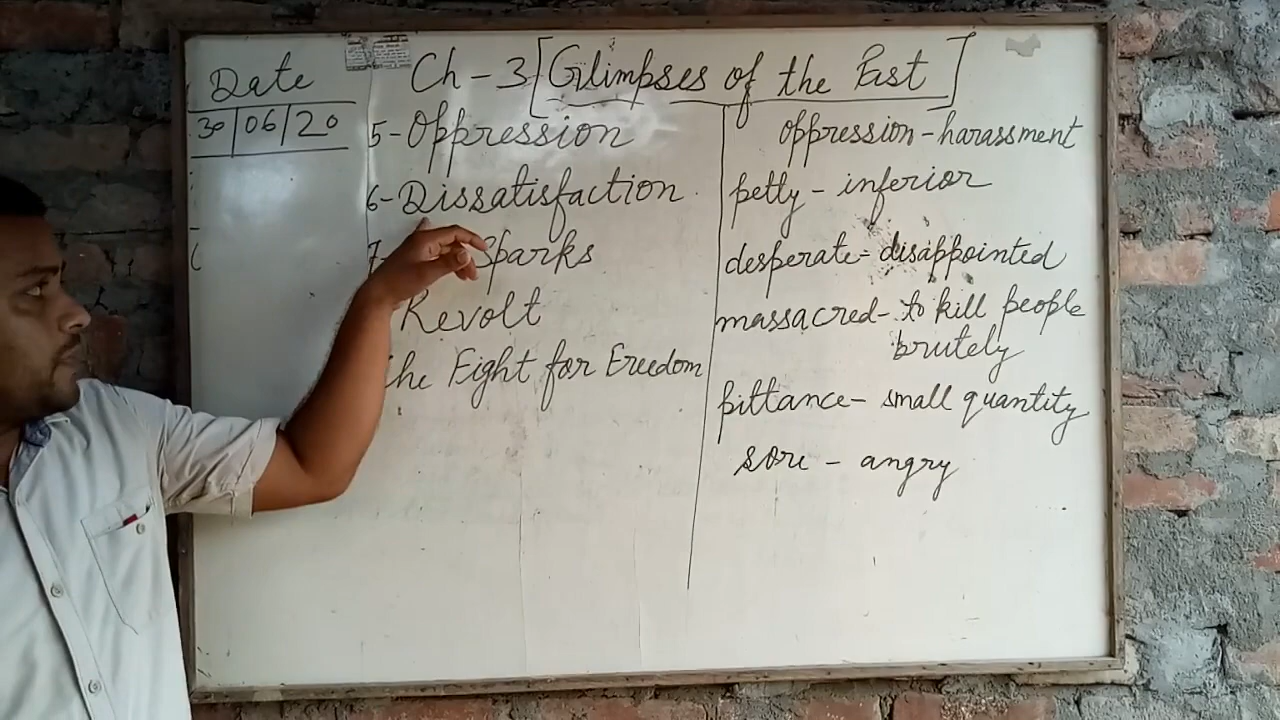 Date
30/06/20
Ch - 3 [Glimpses of the Past]
5- Oppression
6- Dissatisfaction
7- Sparks
Revolt
he Fight for Freedom
oppression - harassment
petty - inferior
desperate - disappointed
massacred - to kill people
brutely
pittance - small quantity
sore - angry